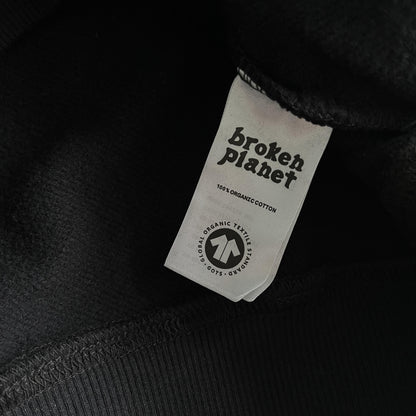 broken
planet
100% ORGANIC COTTON
GLOBAL ORGANIC TEXTILE STANDARD · GOTS ·